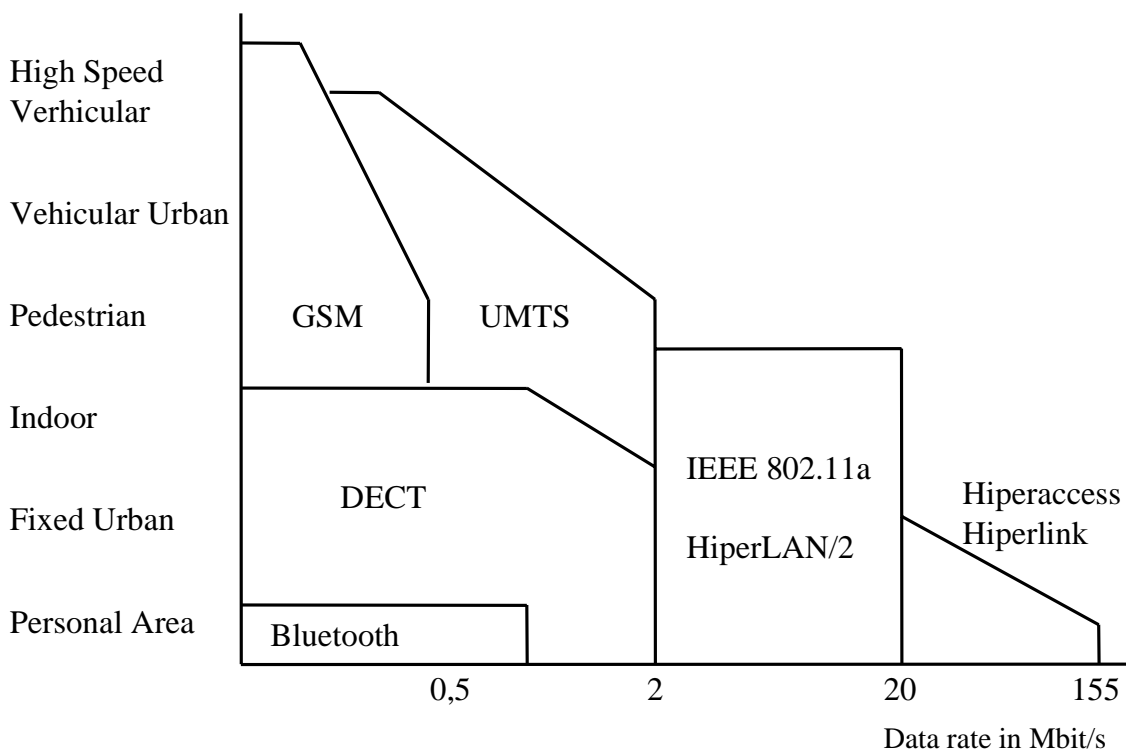 High Speed
Verhicular
Vehicular Urban
Pedestrian
GSM
UMTS
Indoor
IEEE 802.11a
DECT
Hiperaccess
Fixed Urban
Hiperlink
HiperLAN/2
Personal Area
Bluetooth
0,5
2
20
155
Data rate in Mbit/s